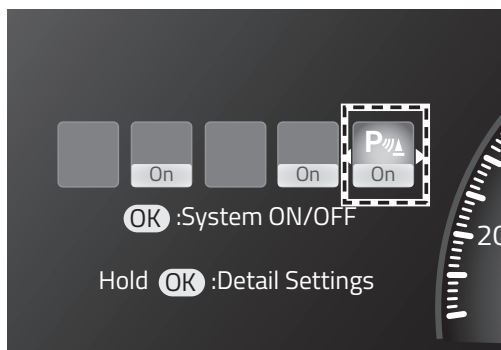 P
On On On
OK :System ON/OFF
Hold OK :Detail Settings
20